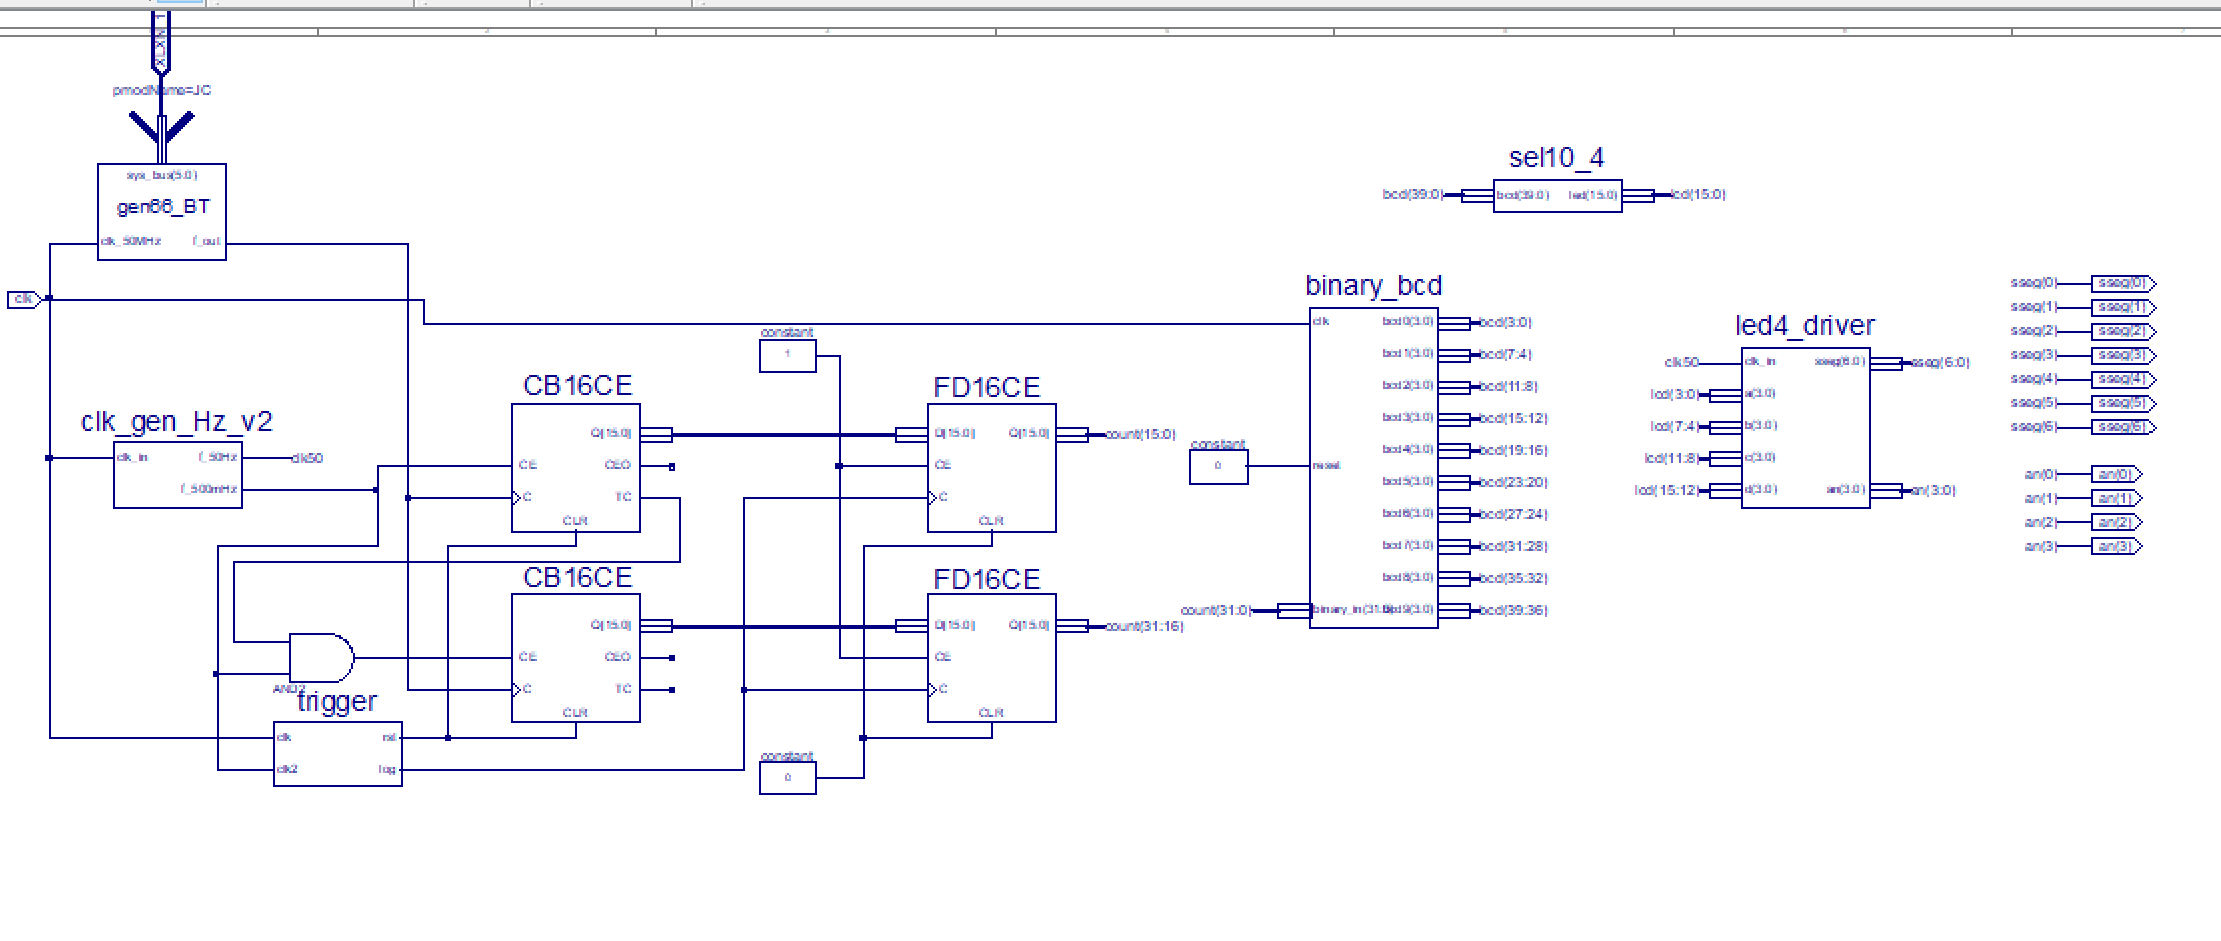 XLXN_1
pmodName=JC
sys_bus(5:0)
gen66_BT
clk_50MHz f_out
clk
clk_gen_Hz_v2
clk_in f_50Hz clk50
f_500mHz
AND2
trigger
clk rst
clk2 log
CB16CE
Q[15:0]
CE CEO
C TC
CLR
CB16CE
Q[15:0]
CE CEO
C TC
CLR
constant
1
FD16CE
D[15:0] Q[15:0] count(15:0)
CE
C
CLR
FD16CE
D[15:0] Q[15:0] count(31:16)
CE
C
CLR
constant
0
constant
0
sel10_4
bcd(39:0) bcd(39:0) led(15:0) lcd(15:0)
binary_bcd
clk bcd0(3:0) bcd(3:0)
bcd1(3:0) bcd(7:4)
bcd2(3:0) bcd(11:8)
bcd3(3:0) bcd(15:12)
bcd4(3:0) bcd(19:16)
reset
bcd5(3:0) bcd(23:20)
bcd6(3:0) bcd(27:24)
bcd7(3:0) bcd(31:28)
bcd8(3:0) bcd(35:32)
count(31:0) binary_in(31:0) bcd9(3:0) bcd(39:36)
led4_driver
clk50 clk_in sseg(6:0) sseg(6:0)
lcd(3:0) a(3:0)
lcd(7:4) b(3:0)
lcd(11:8) c(3:0)
lcd(15:12) d(3:0) an(3:0) an(3:0)
sseg(0) sseg(0)
sseg(1) sseg(1)
sseg(2) sseg(2)
sseg(3) sseg(3)
sseg(4) sseg(4)
sseg(5) sseg(5)
sseg(6) sseg(6)
an(0) an(0)
an(1) an(1)
an(2) an(2)
an(3) an(3)